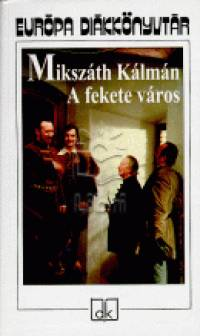 EURÓPA DIÁKKÖNYVTÁR
Mikszáth Kálmán
A fekete város
dk